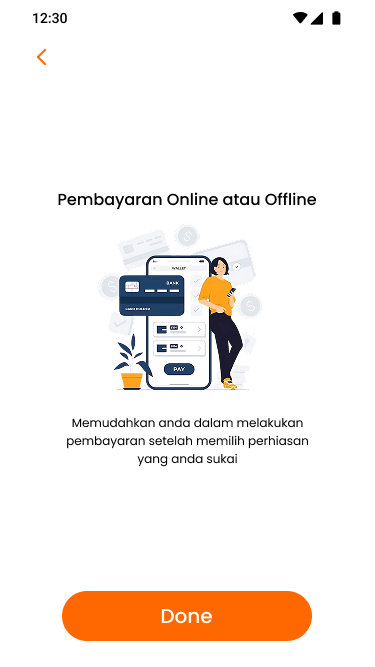 12:30
Pembayaran Online atau Offline
WALLET
BANK
PAY
Memudahkan anda dalam melakukan
pembayaran setelah memilih perhiasan
yang anda sukai
Done